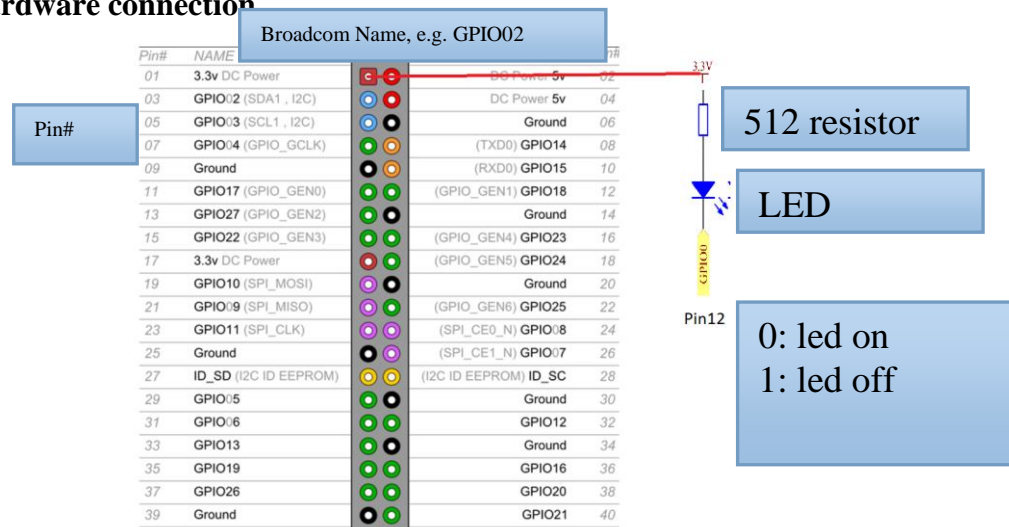 rdware connection
Broadcom Name, e.g. GPIO02
Pin# NAME
01 3.3v DC Power DC Power 5v 02
03 GPIO02 (SDA1 , I2C) DC Power 5v 04
05 GPIO03 (SCL1 , I2C) Ground 06
07 GPIO04 (GPIO_GCLK) (TXD0) GPIO14 08
09 Ground (RXD0) GPIO15 10
11 GPIO17 (GPIO_GEN0) (GPIO_GEN1) GPIO18 12
13 GPIO27 (GPIO_GEN2) Ground 14
15 GPIO22 (GPIO_GEN3) (GPIO_GEN4) GPIO23 16
17 3.3v DC Power (GPIO_GEN5) GPIO24 18
19 GPIO10 (SPI_MOSI) Ground 20
21 GPIO09 (SPI_MISO) (GPIO_GEN6) GPIO25 22
23 GPIO11 (SPI_CLK) (SPI_CE0_N) GPIO08 24
25 Ground (SPI_CE1_N) GPIO07 26
27 ID_SD (I2C ID EEPROM) (I2C ID EEPROM) ID_SC 28
29 GPIO05 Ground 30
31 GPIO06 GPIO12 32
33 GPIO13 Ground 34
35 GPIO19 GPIO16 36
37 GPIO26 GPIO20 38
39 Ground GPIO21 40
Pin#
3.3V
512 resistor
LED
GPIO0
Pin12
0: led on
1: led off